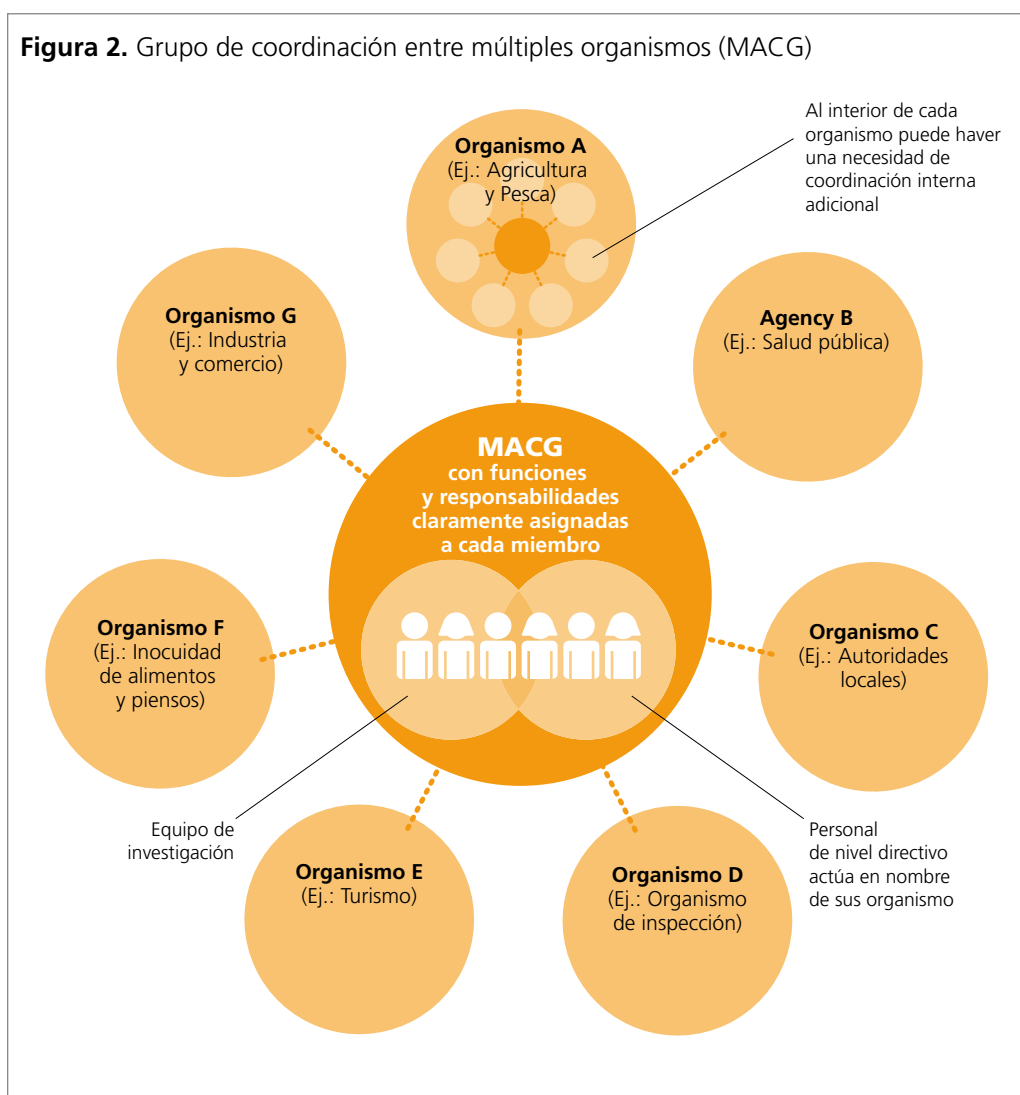 Figura 2. Grupo de coordinación entre múltiples organismos (MACG)
Al interior de cada
organismo puede haver
una necesidad de
coordinación interna
adicional
Organismo A
(Ej.: Agricultura
y Pesca)
Organismo G
(Ej.: Industria
y comercio)
Agency B
(Ej.: Salud pública)
MACG
con funciones
y responsabilidades
claramente asignadas
a cada miembro
Organismo F
(Ej.: Inocuidad
de alimentos
y piensos)
Organismo C
(Ej.: Autoridades
locales)
Equipo de
investigación
Organismo E
(Ej.: Turismo)
Organismo D
(Ej.: Organismo
de inspección)
Personal
de nivel directivo
actúa en nombre
de sus organismo